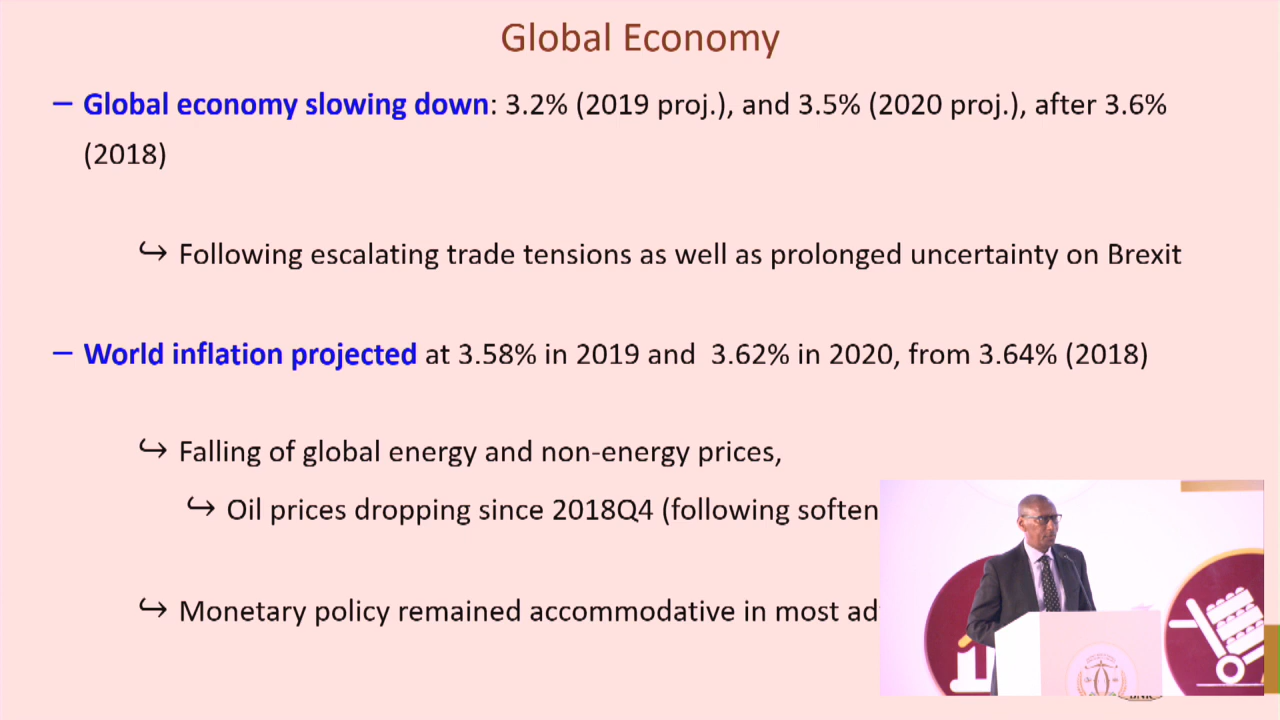 Global Economy
– Global economy slowing down: 3.2% (2019 proj.), and 3.5% (2020 proj.), after 3.6%
(2018)
↪ Following escalating trade tensions as well as prolonged uncertainty on Brexit
– World inflation projected at 3.58% in 2019 and 3.62% in 2020, from 3.64% (2018)
↪ Falling of global energy and non-energy prices,
↪ Oil prices dropping since 2018Q4 (following
↪ Monetary policy remained accommodative in most